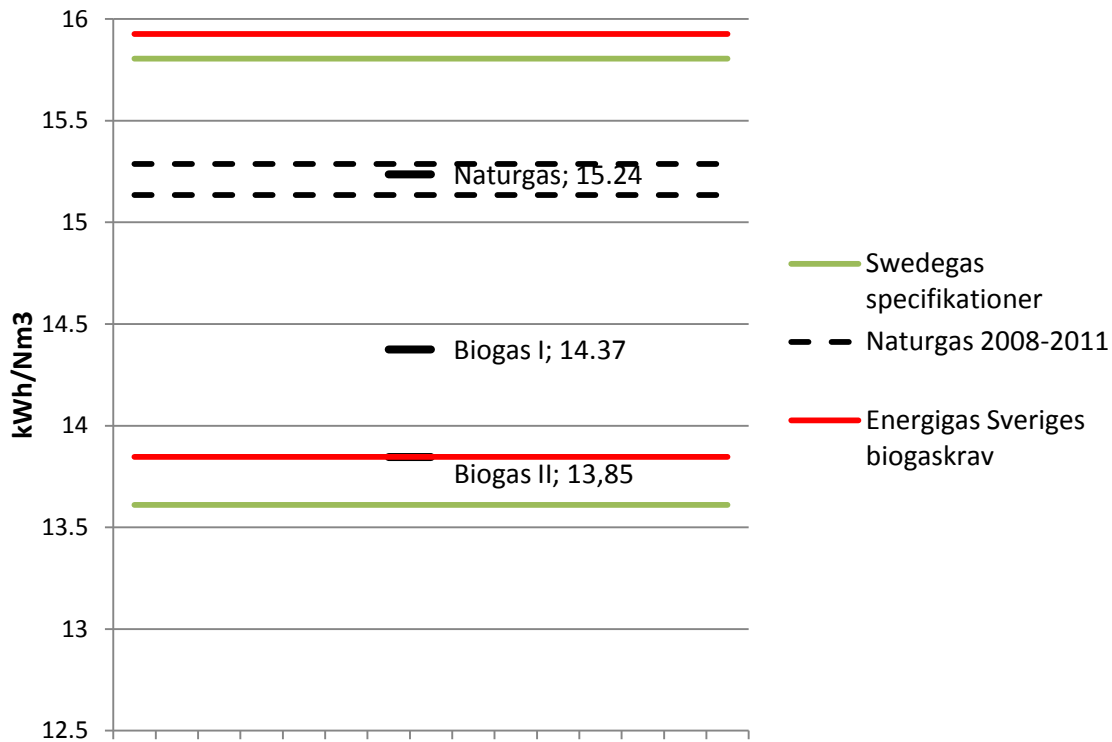 16
15.5
15
14.5
14
13.5
13
12.5
kWh/Nm3
Naturgas; 15.24
Biogas I; 14.37
Biogas II; 13,85
Swedegas
specifikationer
Naturgas 2008-2011
Energigas Sveriges
biogaskrav